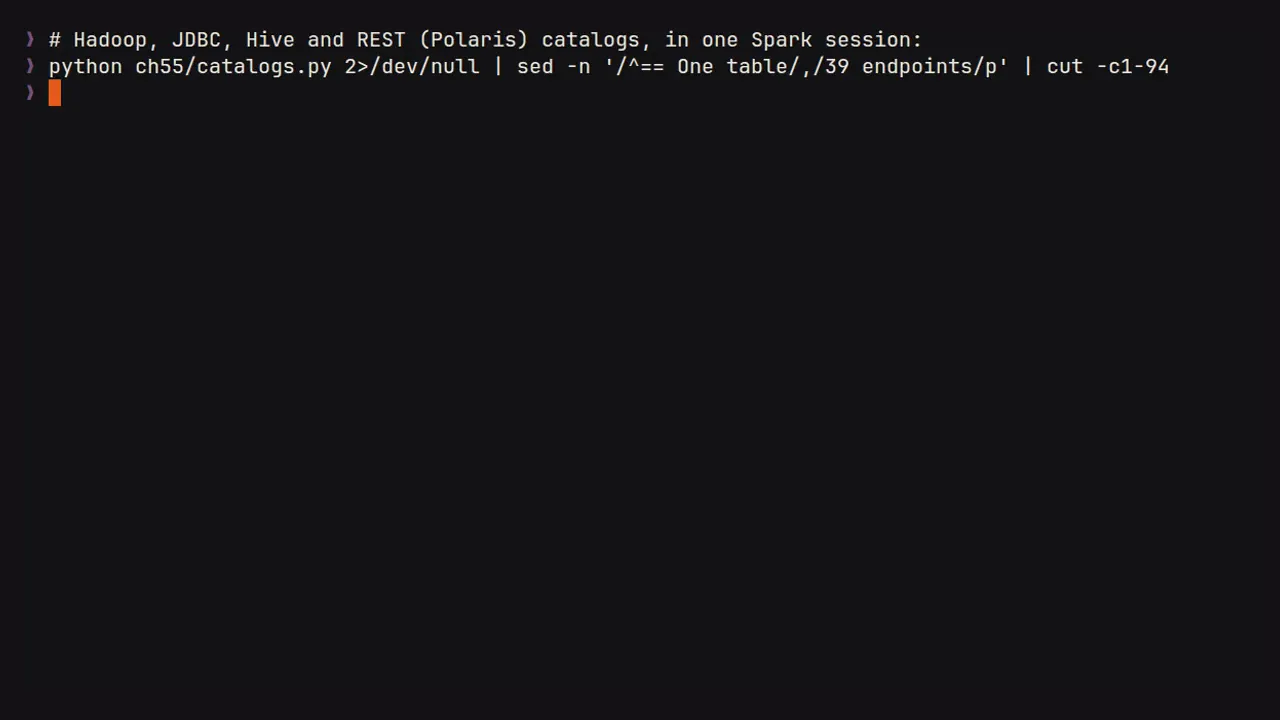 ❯ # Hadoop, JDBC, Hive and REST (Polaris) catalogs, in one Spark session:
❯ python ch55/catalogs.py 2>/dev/null | sed -n '/^== One table/,/39 endpoints/p' | cut -c1-94
❯